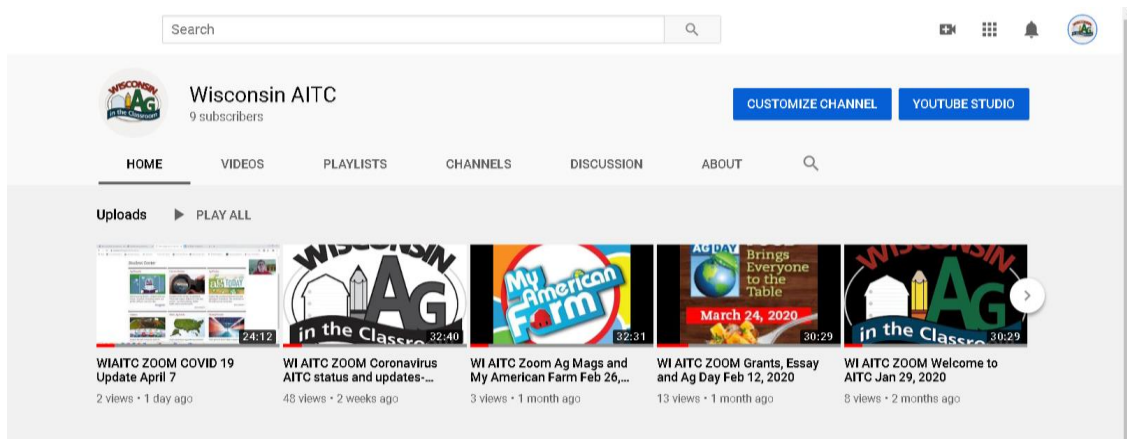 Search
WISCONSIN
AG
in the Classroom
Wisconsin AITC
9 subscribers
CUSTOMIZE CHANNEL
YOUTUBE STUDIO
HOME
VIDEOS
PLAYLISTS
CHANNELS
DISCUSSION
ABOUT
Uploads
PLAY ALL
24:12
WISCONSIN
AG
in the Classro
32:40
My
American
Farm
32:31
AG DAY
Brings
Everyone
to the
Table
March 24, 2020
30:29
WISCONSIN
AG
in the Classro
30:29
WIAITC ZOOM COVID 19
Update April 7
2 views • 1 day ago
WI AITC ZOOM Coronavirus
AITC status and updates-...
48 views • 2 weeks ago
WI AITC Zoom Ag Mags and
My American Farm Feb 26,...
3 views • 1 month ago
WI AITC ZOOM Grants, Essay
and Ag Day Feb 12, 2020
13 views • 1 month ago
WI AITC ZOOM Welcome to
AITC Jan 29, 2020
8 views • 2 months ago